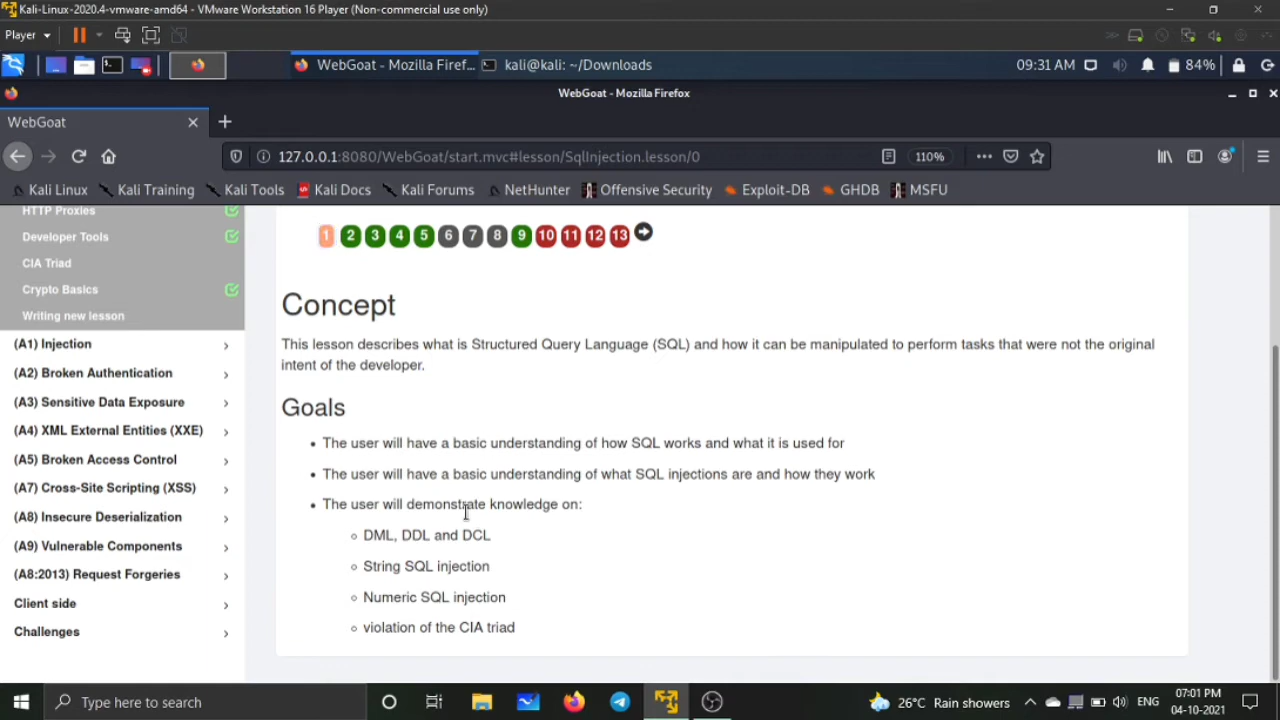 Kali-Linux-2020.4-vmware-amd64 - VMware Workstation 16 Player (Non-commercial use only)
Player
WebGoat - Mozilla Firef...
kali@kali: ~/Downloads
09:31 AM
84%
WebGoat - Mozilla Firefox
WebGoat
127.0.0.1:8080/WebGoat/start.mvc#lesson/SqlInjection.lesson/0
110%
Kali Linux
Kali Training
Kali Tools
Kali Docs
Kali Forums
NetHunter
Offensive Security
Exploit-DB
GHDB
MSFU
HTTP Proxies
Developer Tools
CIA Triad
Crypto Basics
Writing new lesson
(A1) Injection
(A2) Broken Authentication
(A3) Sensitive Data Exposure
(A4) XML External Entities (XXE)
(A5) Broken Access Control
(A7) Cross-Site Scripting (XSS)
(A8) Insecure Deserialization
(A9) Vulnerable Components
(A8:2013) Request Forgeries
Client side
Challenges
1 2 3 4 5 6 7 8 9 10 11 12 13
Concept
This lesson describes what is Structured Query Language (SQL) and how it can be manipulated to perform tasks that were not the original
intent of the developer.
Goals
The user will have a basic understanding of how SQL works and what it is used for
The user will have a basic understanding of what SQL injections are and how they work
The user will demonstrate knowledge on:
DML, DDL and DCL
String SQL injection
Numeric SQL injection
violation of the CIA triad
Type here to search
26°C Rain showers
ENG
07:01 PM
04-10-2021